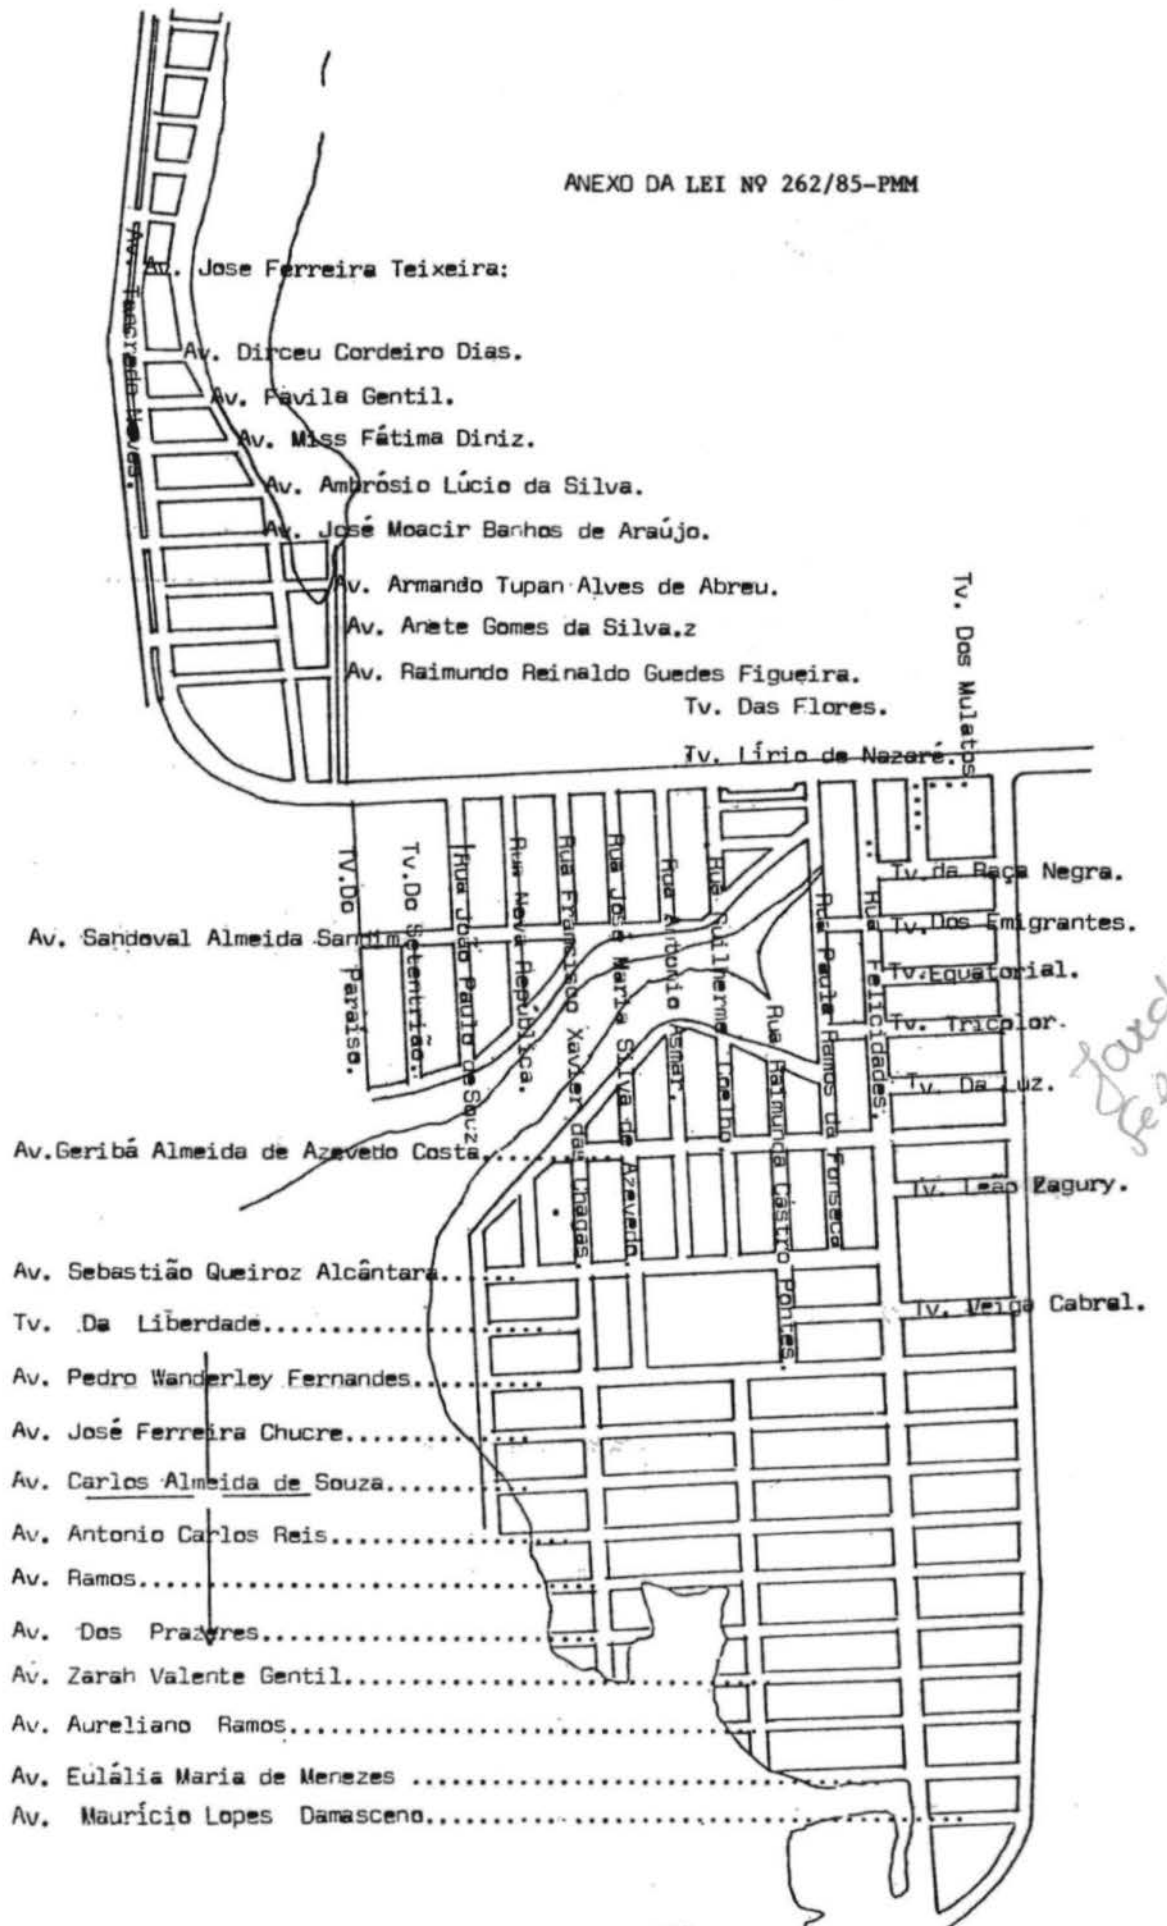 ANEXO DA LEI Nº 262/85-PMM
Av. Jose Ferreira Teixeira:
Av. Tancredo Neves.
Av. Dirceu Cordeiro Dias.
Av. Favila Gentil.
Av. Miss Fátima Diniz.
Av. Ambrósio Lúcio da Silva.
Av. José Moacir Banhos de Araújo.
Av. Armando Tupan Alves de Abreu.
Av. Anete Gomes da Silva.z
Av. Raimundo Reinaldo Guedes Figueira.
Tv. Das Flores.
Tv. Lírio de Nazaré.
Tv. Dos Mulatos.
TV.Do Paraíso.
Tv.Do Setentrião.
Rua João Paulo de Souz
Rua Nova República.
Rua Francisco Xavier das Chagas.
Rua José Maria Silva de Azevedo.
Rua Antonio Asmar.
Rua Guilherme Coelho.
Rua Raimunda Castro Pontes.
Rua Paulo Ramos da Fonseca
Rua Felicidades.
Tv.da Raça Negra.
Tv.Dos Emigrantes.
Tv.Equatorial.
Tv. Tricolor.
Tv. Da Luz.
Tv. Leão Zagury.
Tv. Veiga Cabral.
Av. Sandoval Almeida Sandim
Av.Geribá Almeida de Azevedo Costa..........
Av. Sebastião Queiroz Alcântara.......
Tv. Da Liberdade.........................
Av. Pedro Wanderley Fernandes............
Av. José Ferreira Chucre.................
Av. Carlos Almeida de Souza.............
Av. Antonio Carlos Reis.....................
Av. Ramos........................................
Av. Dos Prazeres..............................
Av. Zarah Valente Gentil.....................................
Av. Aureliano Ramos..........................................
Av. Eulália Maria de Menezes ..........................................
Av. Maurício Lopes Damasceno................................................